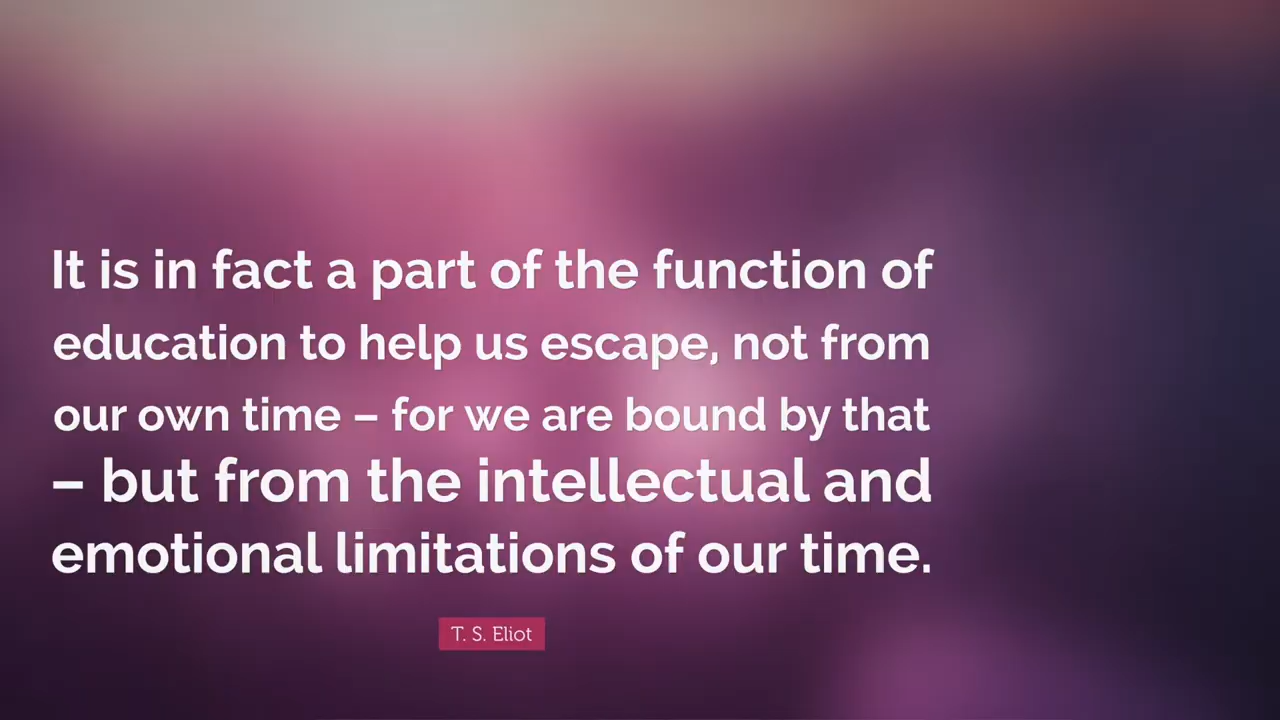 It is in fact a part of the function of
education to help us escape, not from
our own time – for we are bound by that
– but from the intellectual and
emotional limitations of our time.
T. S. Eliot